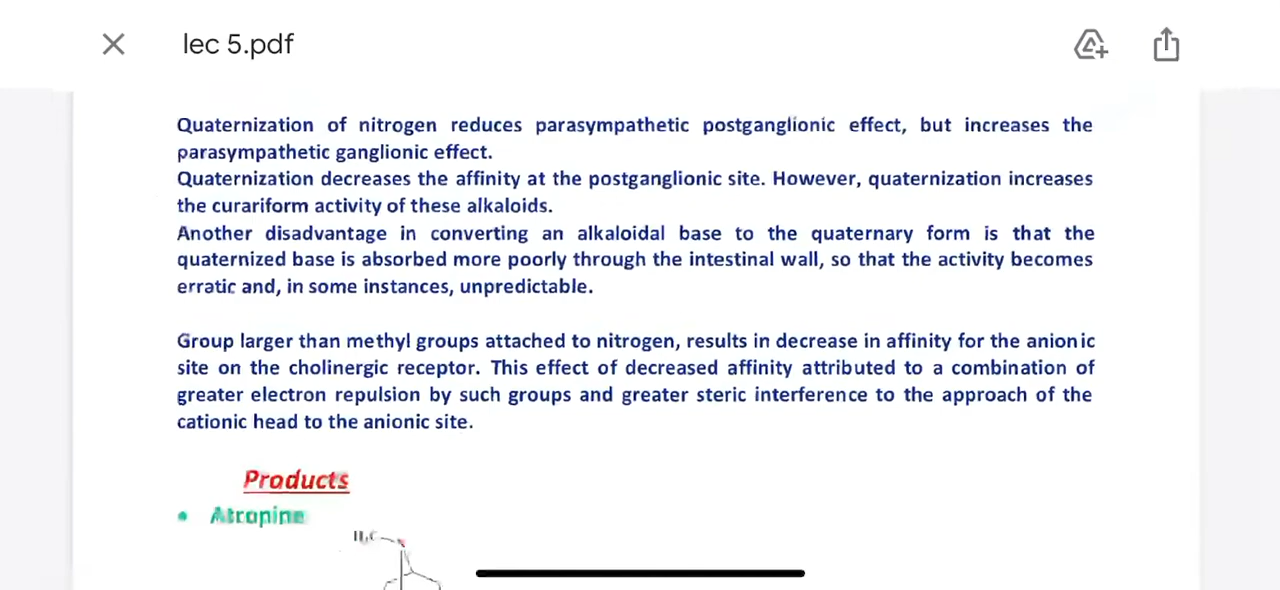 lec 5.pdf
Quaternization of nitrogen reduces parasympathetic postganglionic effect, but increases the
parasympathetic ganglionic effect.
Quaternization decreases the affinity at the postganglionic site. However, quaternization increases
the curariform activity of these alkaloids.
Another disadvantage in converting an alkaloidal base to the quaternary form is that the
quaternized base is absorbed more poorly through the intestinal wall, so that the activity becomes
erratic and, in some instances, unpredictable.
Group larger than methyl groups attached to nitrogen, results in decrease in affinity for the anionic
site on the cholinergic receptor. This effect of decreased affinity attributed to a combination of
greater electron repulsion by such groups and greater steric interference to the approach of the
cationic head to the anionic site.
Products
• Atropine
H₃C